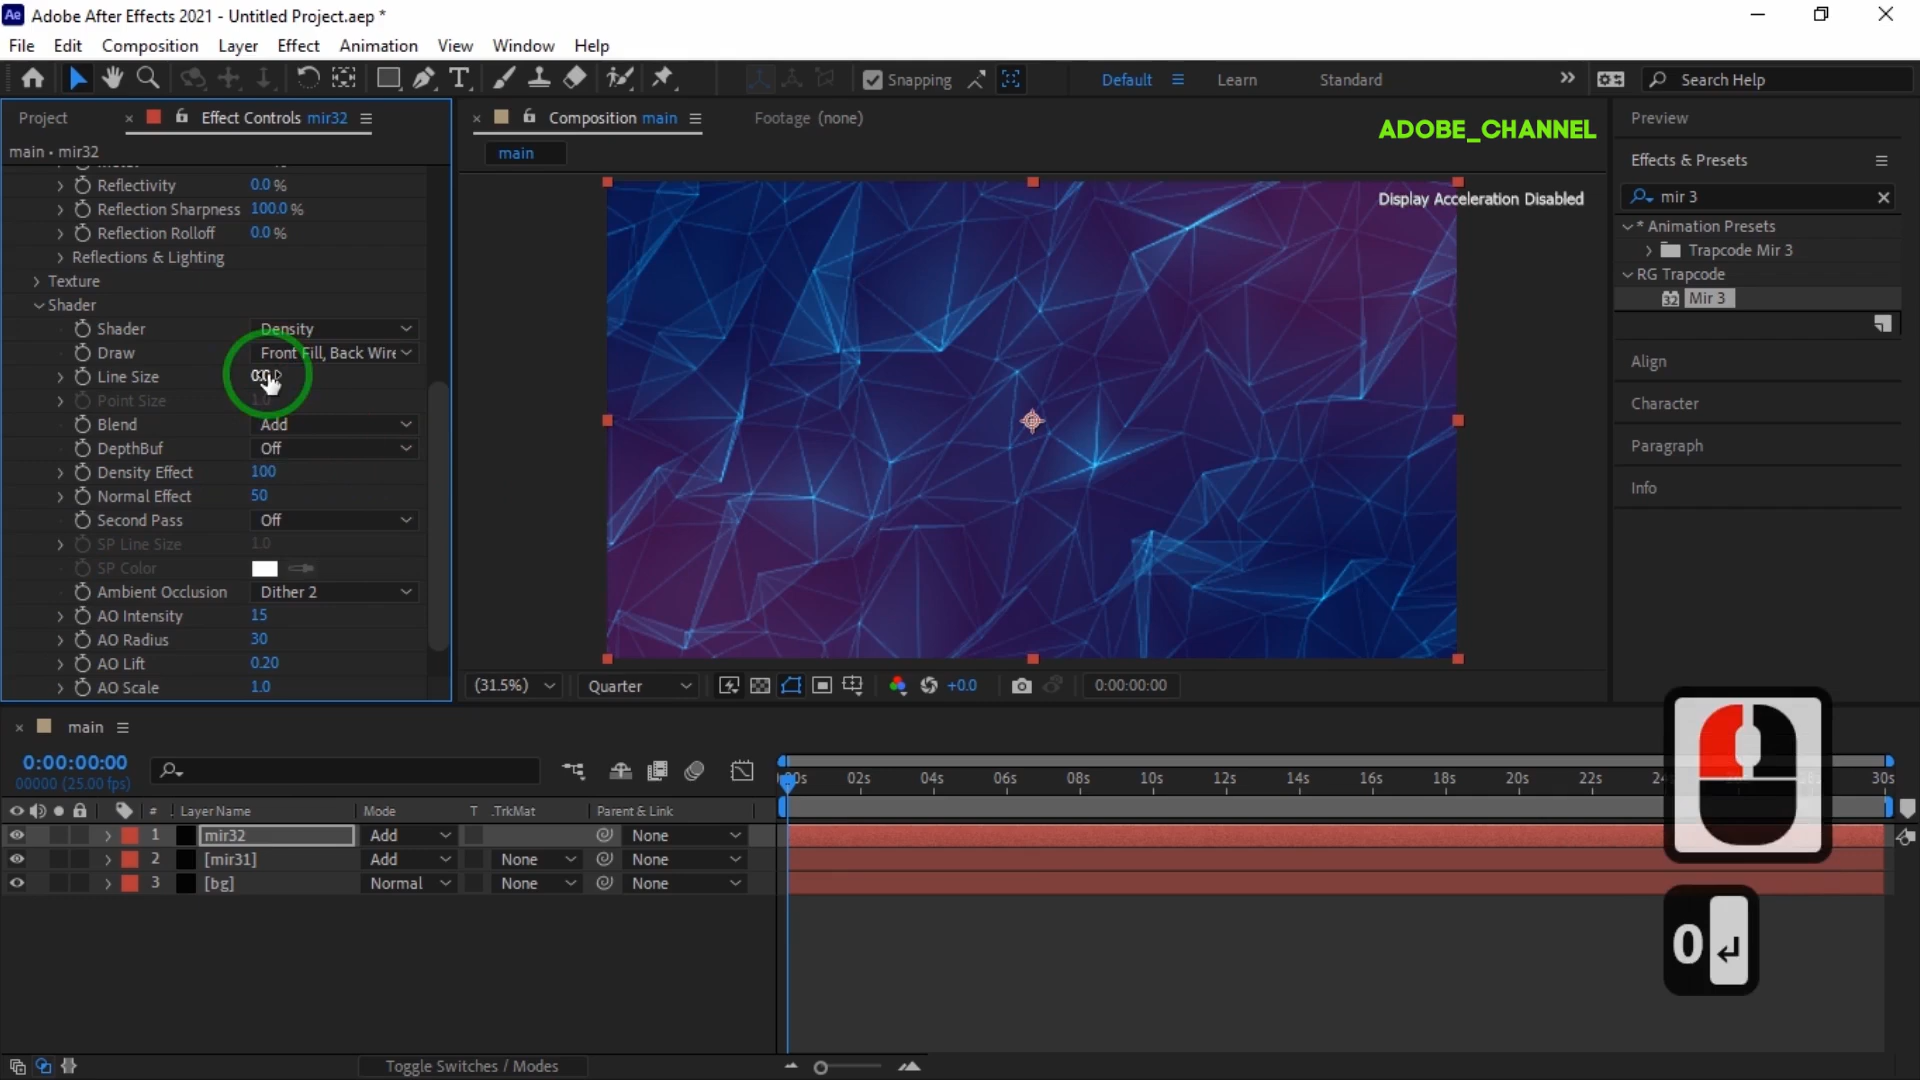 Adobe After Effects 2021 - Untitled Project.aep *
File Edit Composition Layer Effect Animation View Window Help
Snapping Default Learn Standard Search Help
Project Effect Controls mir32 Composition main Footage (none) Preview
ADOBE_CHANNEL
main • mir32
main
Effects & Presets
Display Acceleration Disabled
mir 3
Reflectivity 0.0 %
Reflection Sharpness 100.0 %
Reflection Rolloff 0.0 %
Reflections & Lighting
Texture
Shader
Shader Density
Draw Front Fill, Back Wire
Line Size
Point Size 1.0
Blend Add
DepthBuf Off
Density Effect 100
Normal Effect 50
Second Pass Off
SP Line Size 1.0
SP Color
Ambient Occlusion Dither 2
AO Intensity 15
AO Radius 30
AO Lift 0.20
AO Scale 1.0
* Animation Presets
Trapcode Mir 3
RG Trapcode
32 Mir 3
Align
Character
Paragraph
Info
(31.5%) Quarter +0.0 0:00:00:00
main
0:00:00:00
00000 (25.00 fps)
02s 04s 06s 08s 10s 12s 14s 16s 18s 20s 22s 30s
# Layer Name Mode T .TrkMat Parent & Link
1 mir32 Add None
2 [mir31] Add None None
3 [bg] Normal None None
0 ↵
Toggle Switches / Modes